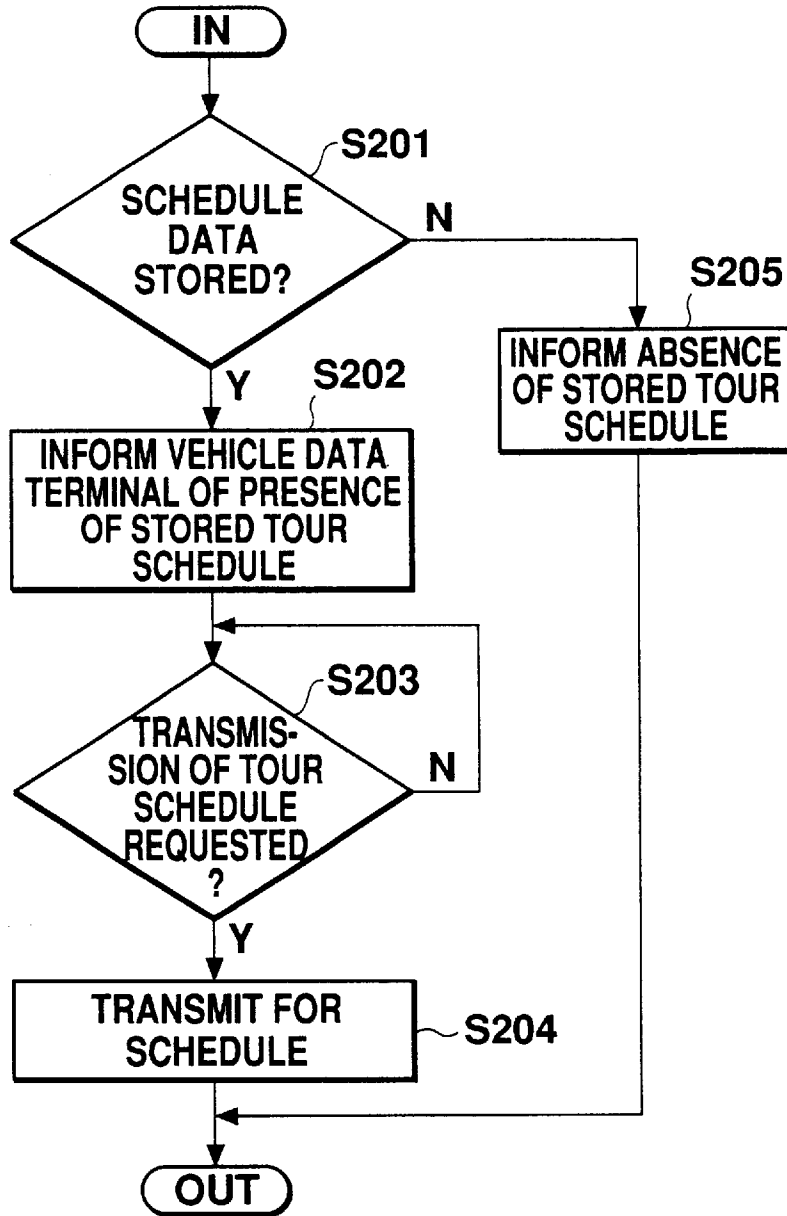 IN
S201
SCHEDULE
DATA
STORED?
N
Y
S205
INFORM ABSENCE
OF STORED TOUR
SCHEDULE
S202
INFORM VEHICLE DATA
TERMINAL OF PRESENCE
OF STORED TOUR
SCHEDULE
S203
TRANSMIS-
SION OF TOUR
SCHEDULE
REQUESTED
?
N
Y
TRANSMIT FOR
SCHEDULE
S204
OUT